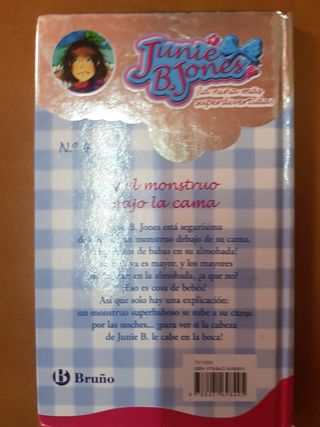 Junie
B. Jones
la niña más
superdivertida
Nº 4
y el monstruo
bajo la cama
B. Jones está segurísima
monstruo debajo de su cama.
de babas en su almohada!
ya es mayor, y los mayores
en la almohada, ¿a que no?
¡Eso es cosa de bebés!
Así que solo hay una explicación:
un monstruo superbaboso se sube a su cama
por las noches... ¡para ver si la cabeza
de Junie B. le cabe en la boca!
B Bruño